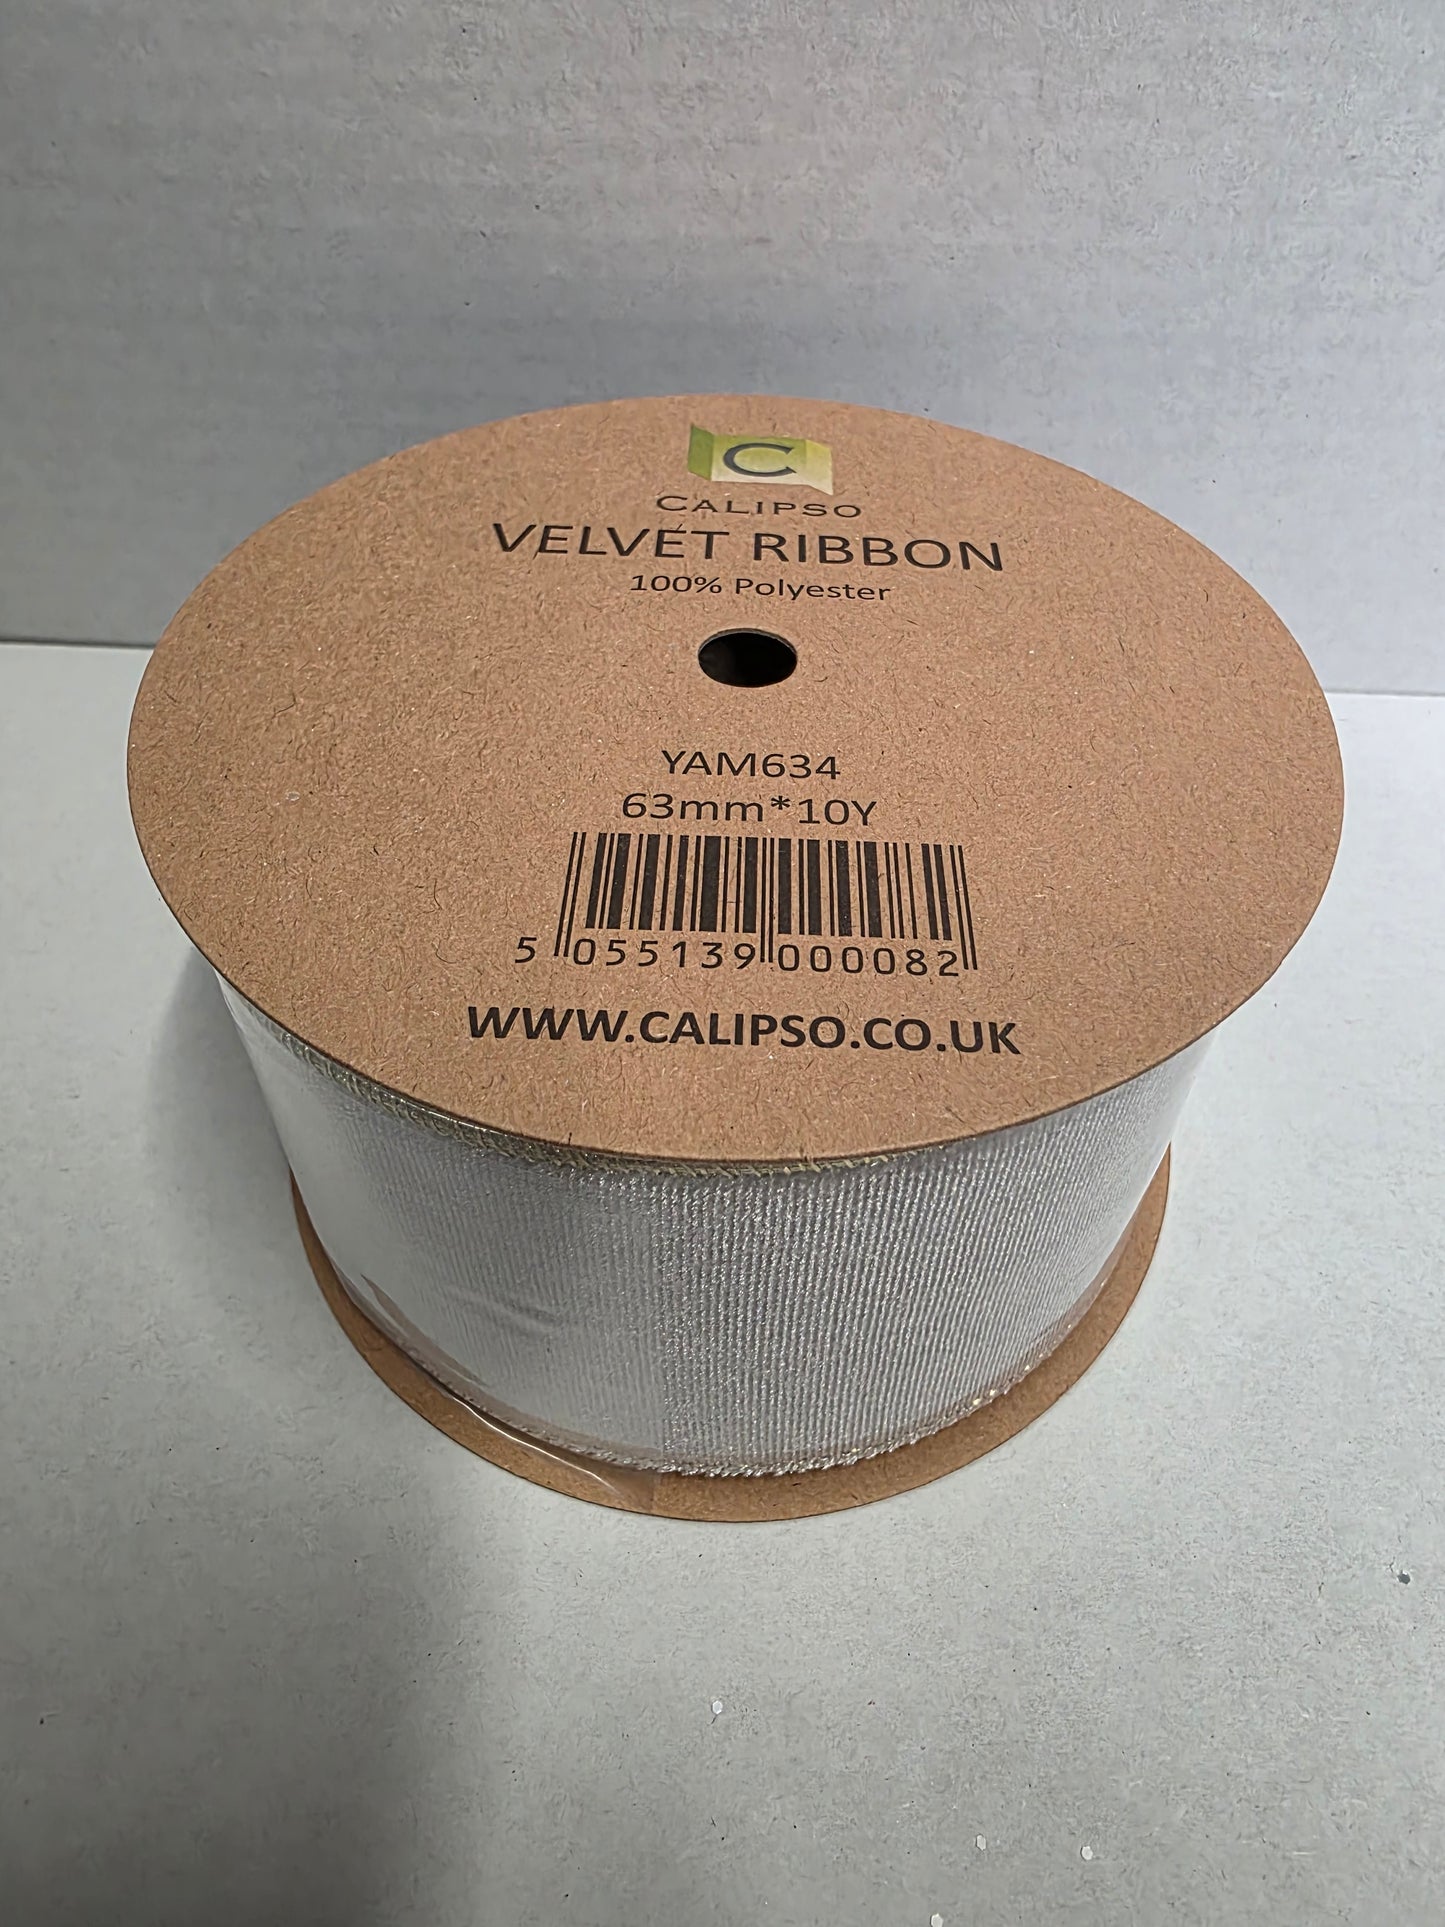 C
CALIPSO
VELVET RIBBON
100% Polyester
YAM634
63mm*10Y
5 055139 000082
WWW.CALIPSO.CO.UK